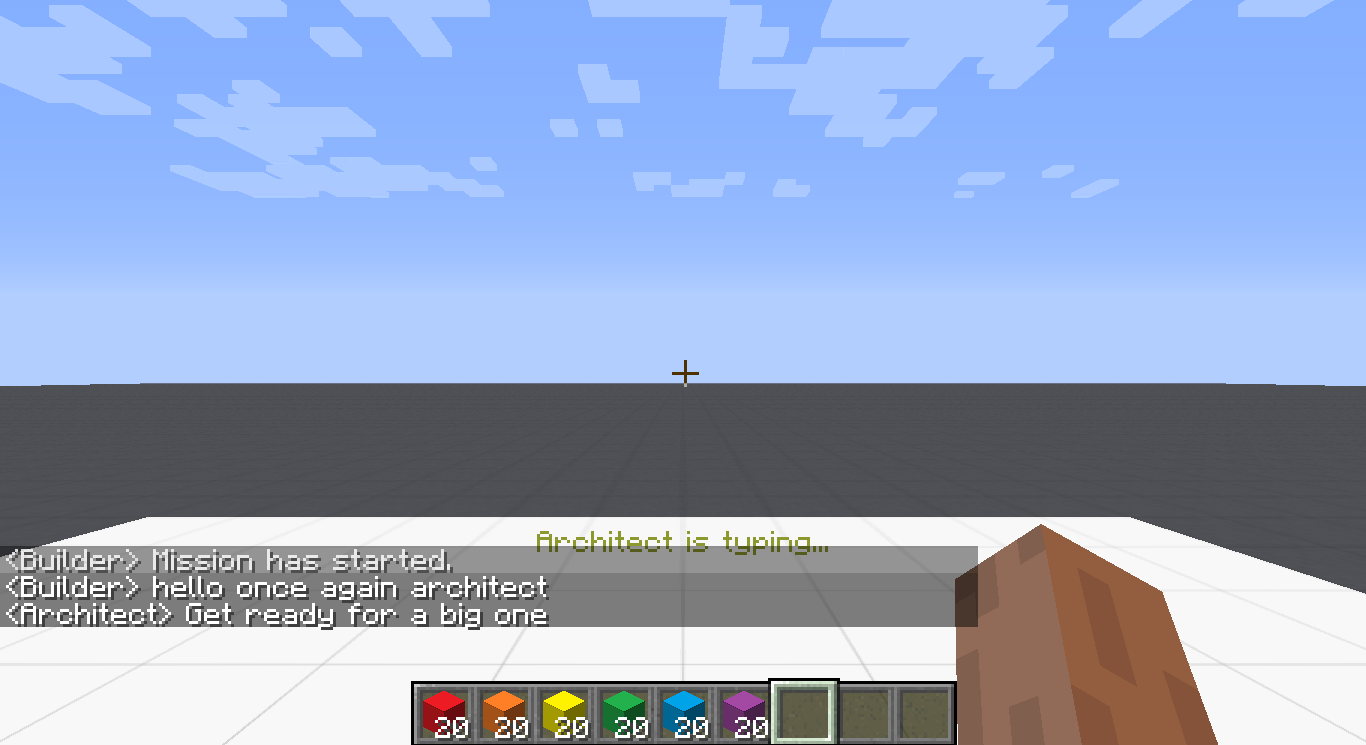 Architect is typing...
<Builder> Mission has started.
<Builder> hello once again architect
<Architect> Get ready for a big one
20 20 20 20 20 20